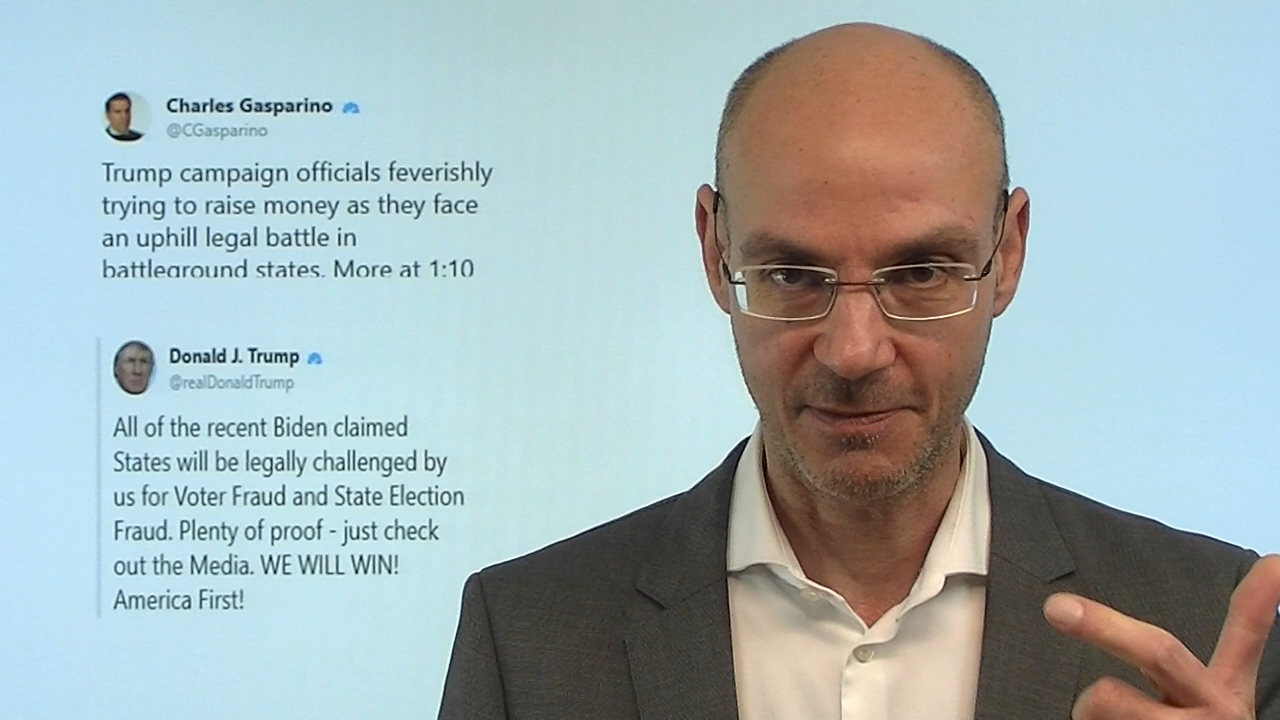 Charles Gasparino
@CGasparino
Trump campaign officials feverishly
trying to raise money as they face
an uphill legal battle in
battleground states. More at 1:10
Donald J. Trump
@realDonaldTrump
All of the recent Biden claimed
States will be legally challenged by
us for Voter Fraud and State Election
Fraud. Plenty of proof - just check
out the Media. WE WILL WIN!
America First!